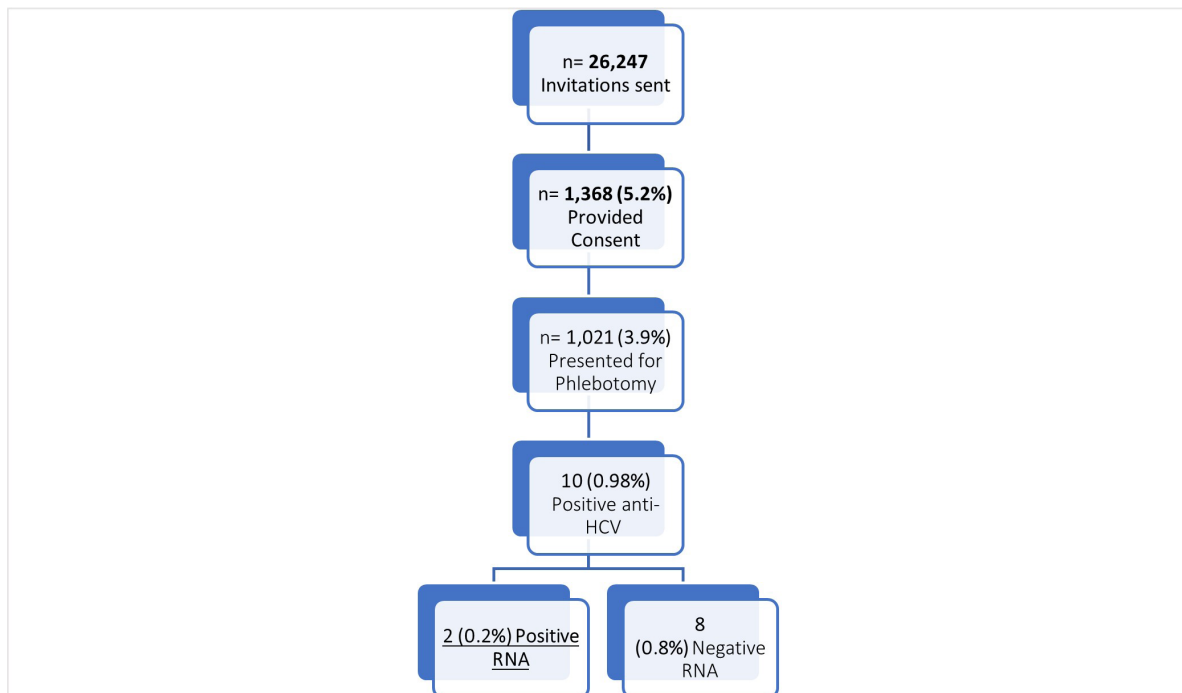 n= 26,247
Invitations sent
n= 1,368 (5.2%)
Provided
Consent
n= 1,021 (3.9%)
Presented for
Phlebotomy
10 (0.98%)
Positive anti-
HCV
2 (0.2%) Positive
RNA
8
(0.8%) Negative
RNA